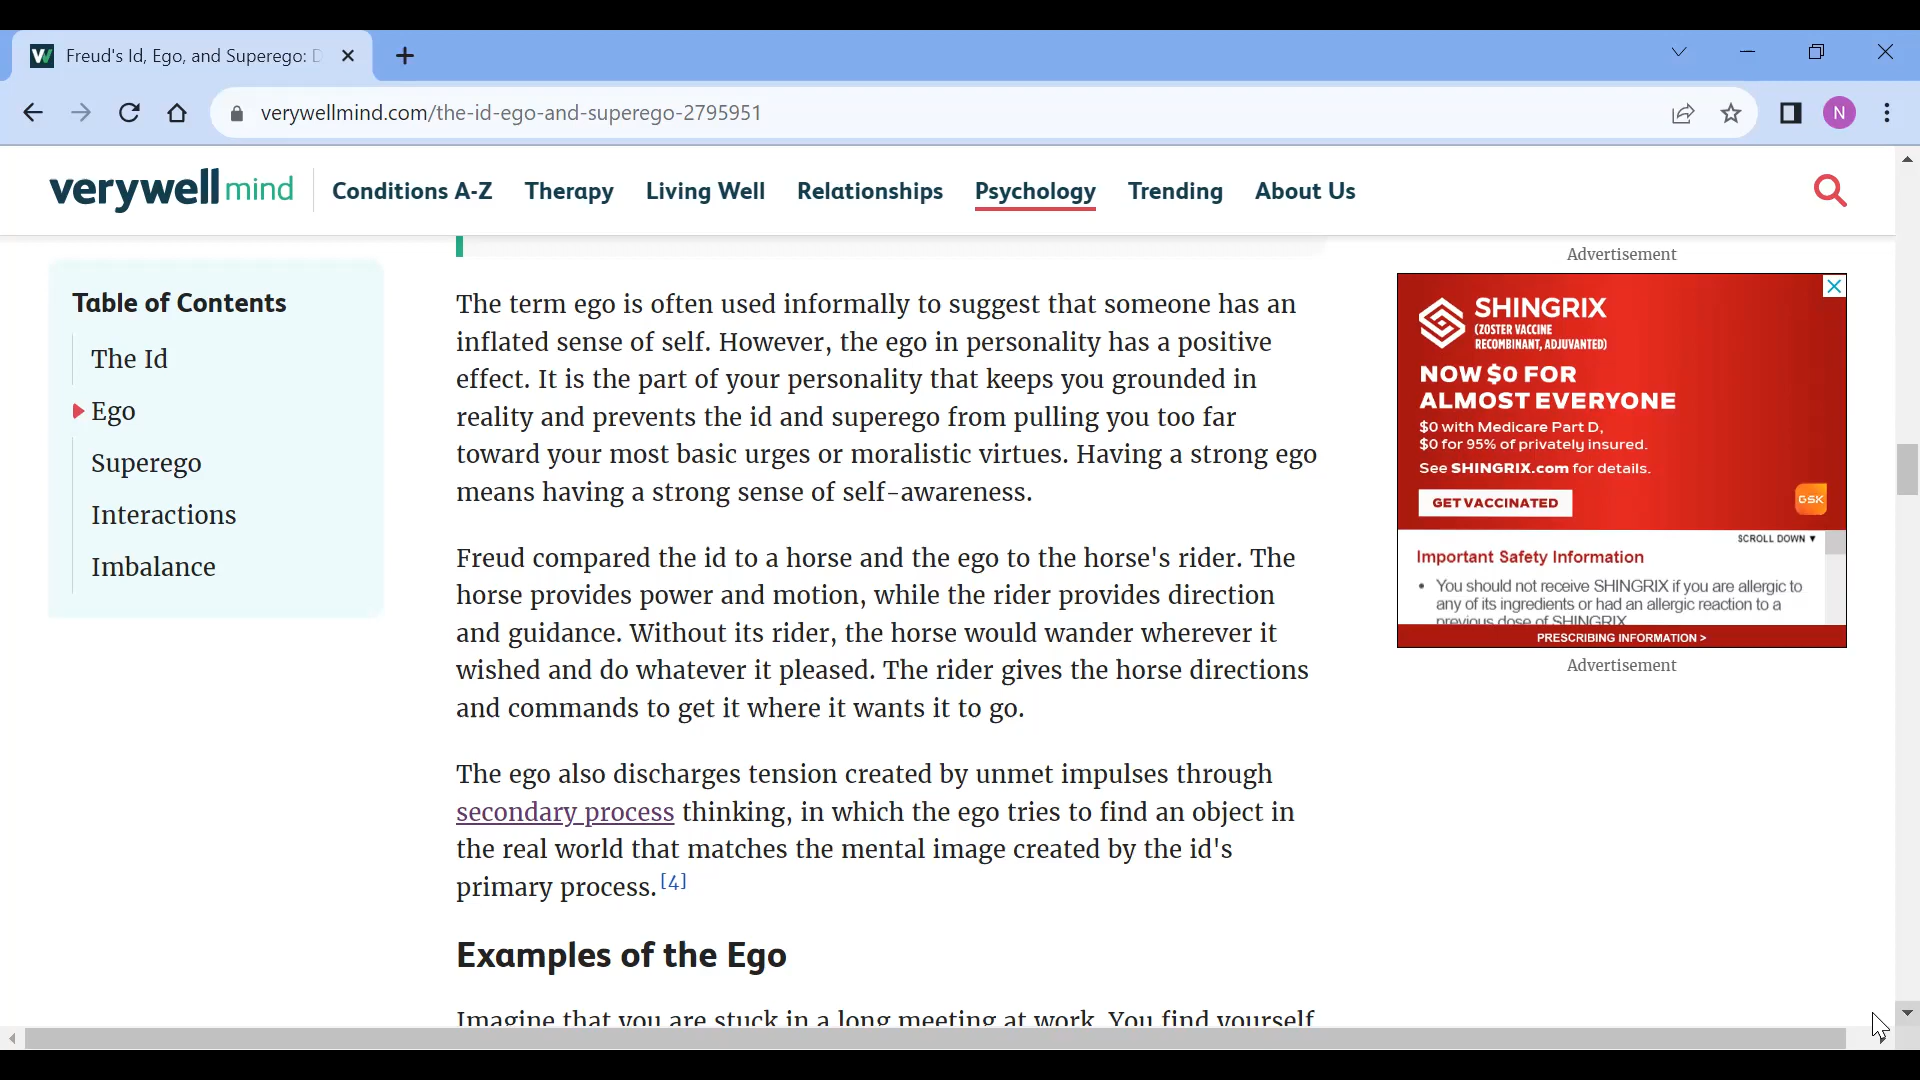 Freud's Id, Ego, and Superego:
verywellmind.com/the-id-ego-and-superego-2795951
N
verywell mind
Conditions A-Z
Therapy
Living Well
Relationships
Psychology
Trending
About Us
Table of Contents
The Id
Ego
Superego
Interactions
Imbalance
The term ego is often used informally to suggest that someone has an
inflated sense of self. However, the ego in personality has a positive
effect. It is the part of your personality that keeps you grounded in
reality and prevents the id and superego from pulling you too far
toward your most basic urges or moralistic virtues. Having a strong ego
means having a strong sense of self-awareness.
Freud compared the id to a horse and the ego to the horse's rider. The
horse provides power and motion, while the rider provides direction
and guidance. Without its rider, the horse would wander wherever it
wished and do whatever it pleased. The rider gives the horse directions
and commands to get it where it wants it to go.
The ego also discharges tension created by unmet impulses through
secondary process thinking, in which the ego tries to find an object in
the real world that matches the mental image created by the id's
primary process.[4]
Examples of the Ego
Imagine that you are stuck in a long meeting at work. You find yourself
Advertisement
SHINGRIX
(ZOSTER VACCINE
RECOMBINANT, ADJUVANTED)
NOW $0 FOR
ALMOST EVERYONE
$0 with Medicare Part D,
$0 for 95% of privately insured.
See SHINGRIX.com for details.
GET VACCINATED
GSK
SCROLL DOWN ▼
Important Safety Information
• You should not receive SHINGRIX if you are allergic to
any of its ingredients or had an allergic reaction to a
previous dose of SHINGRIX
PRESCRIBING INFORMATION >
Advertisement